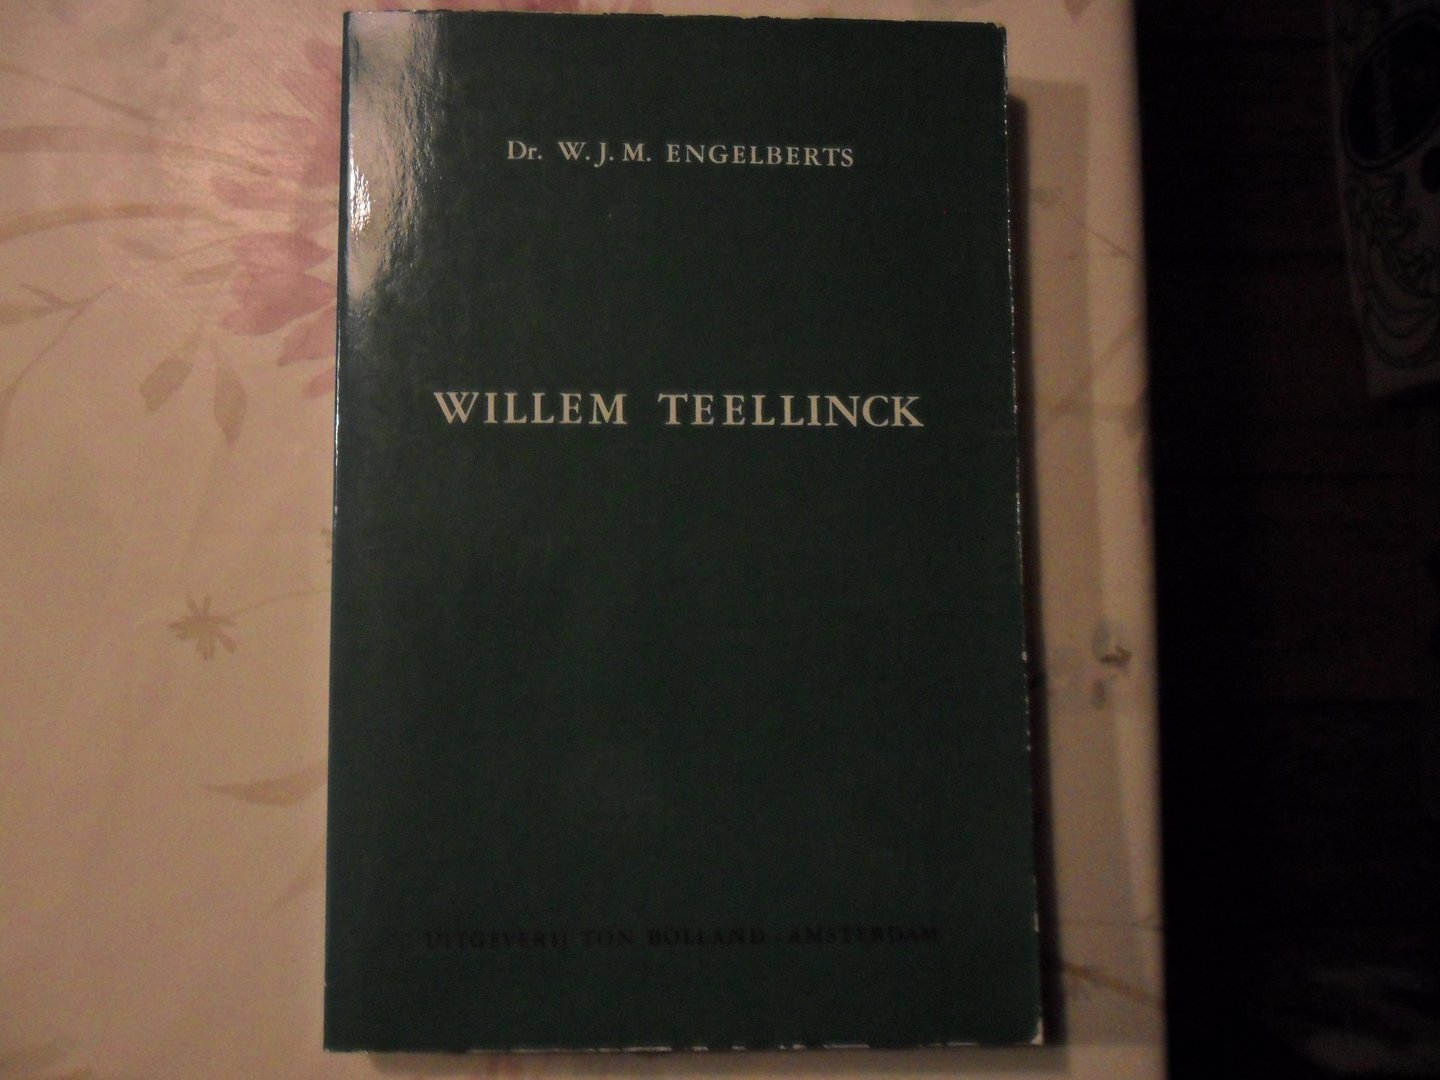 Dr. W. J. M. ENGELBERTS
WILLEM TEELLINCK
UITGEVERIJ TON BOLLAND - AMSTERDAM